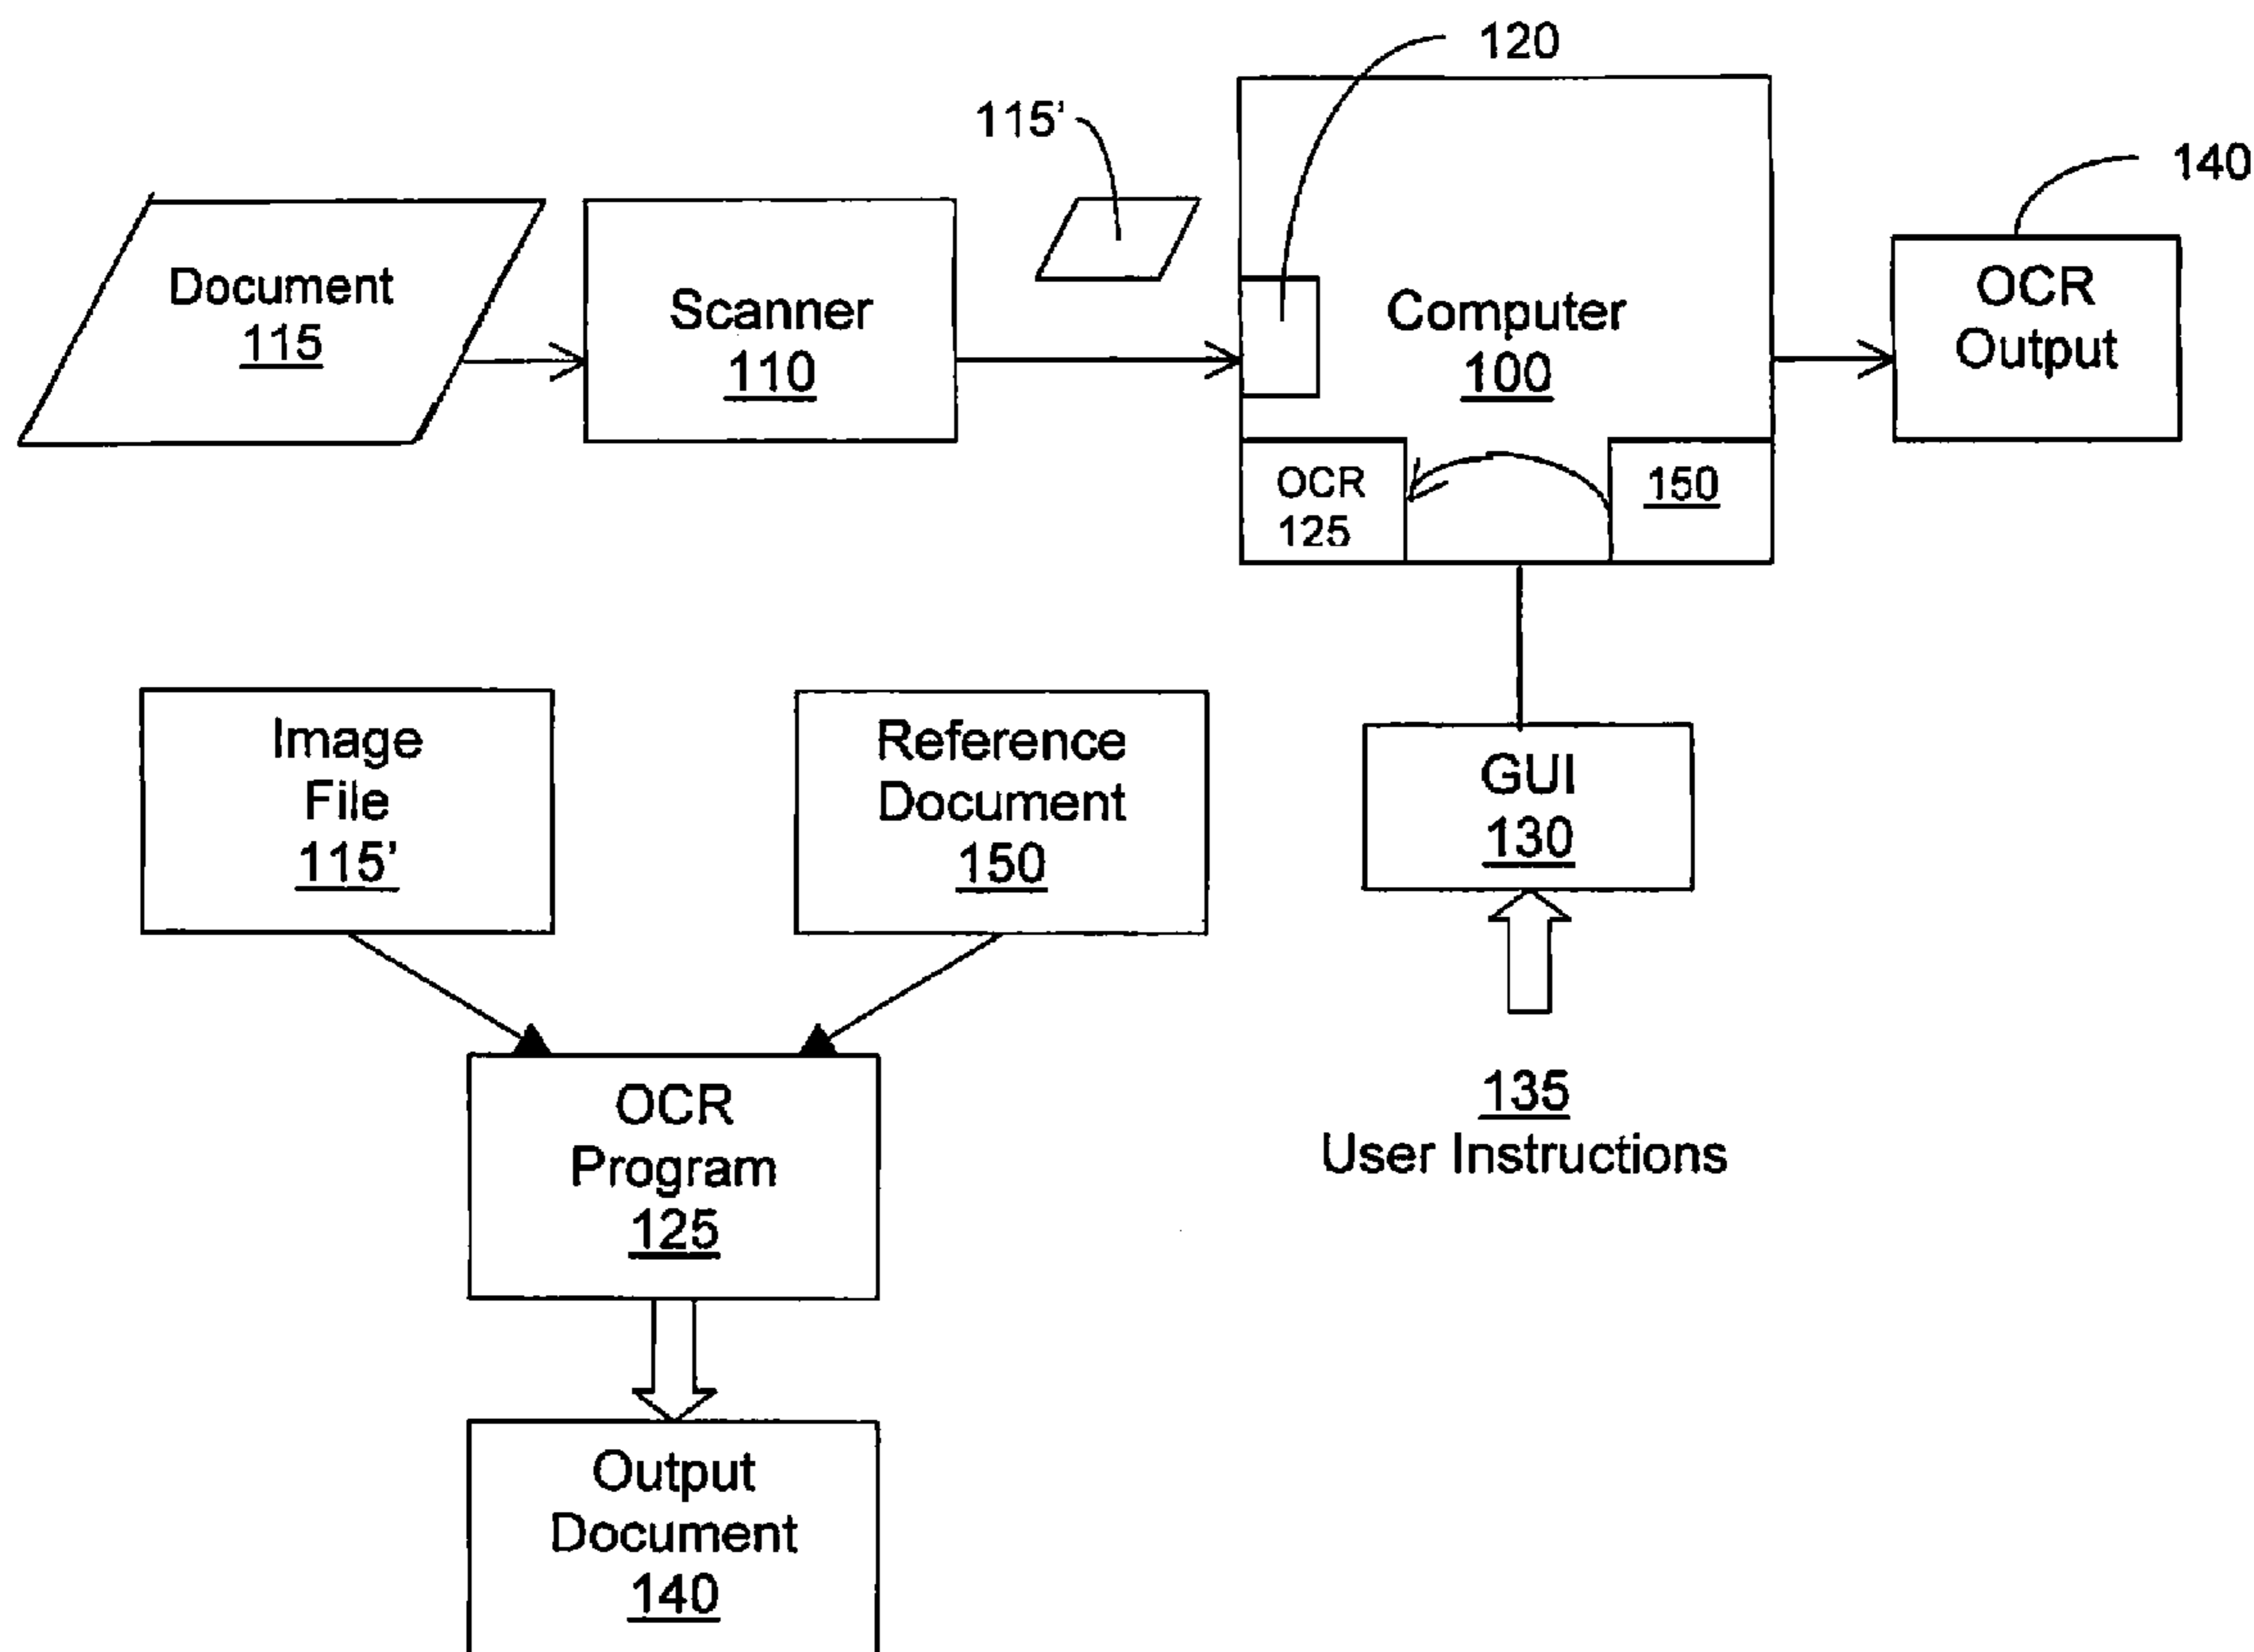 120
115'
140
Document
115
Scanner
110
Computer
100
OCR
Output
OCR
125
150
Image
File
115'
Reference
Document
150
GUI
130
135
User Instructions
OCR
Program
125
Output
Document
140